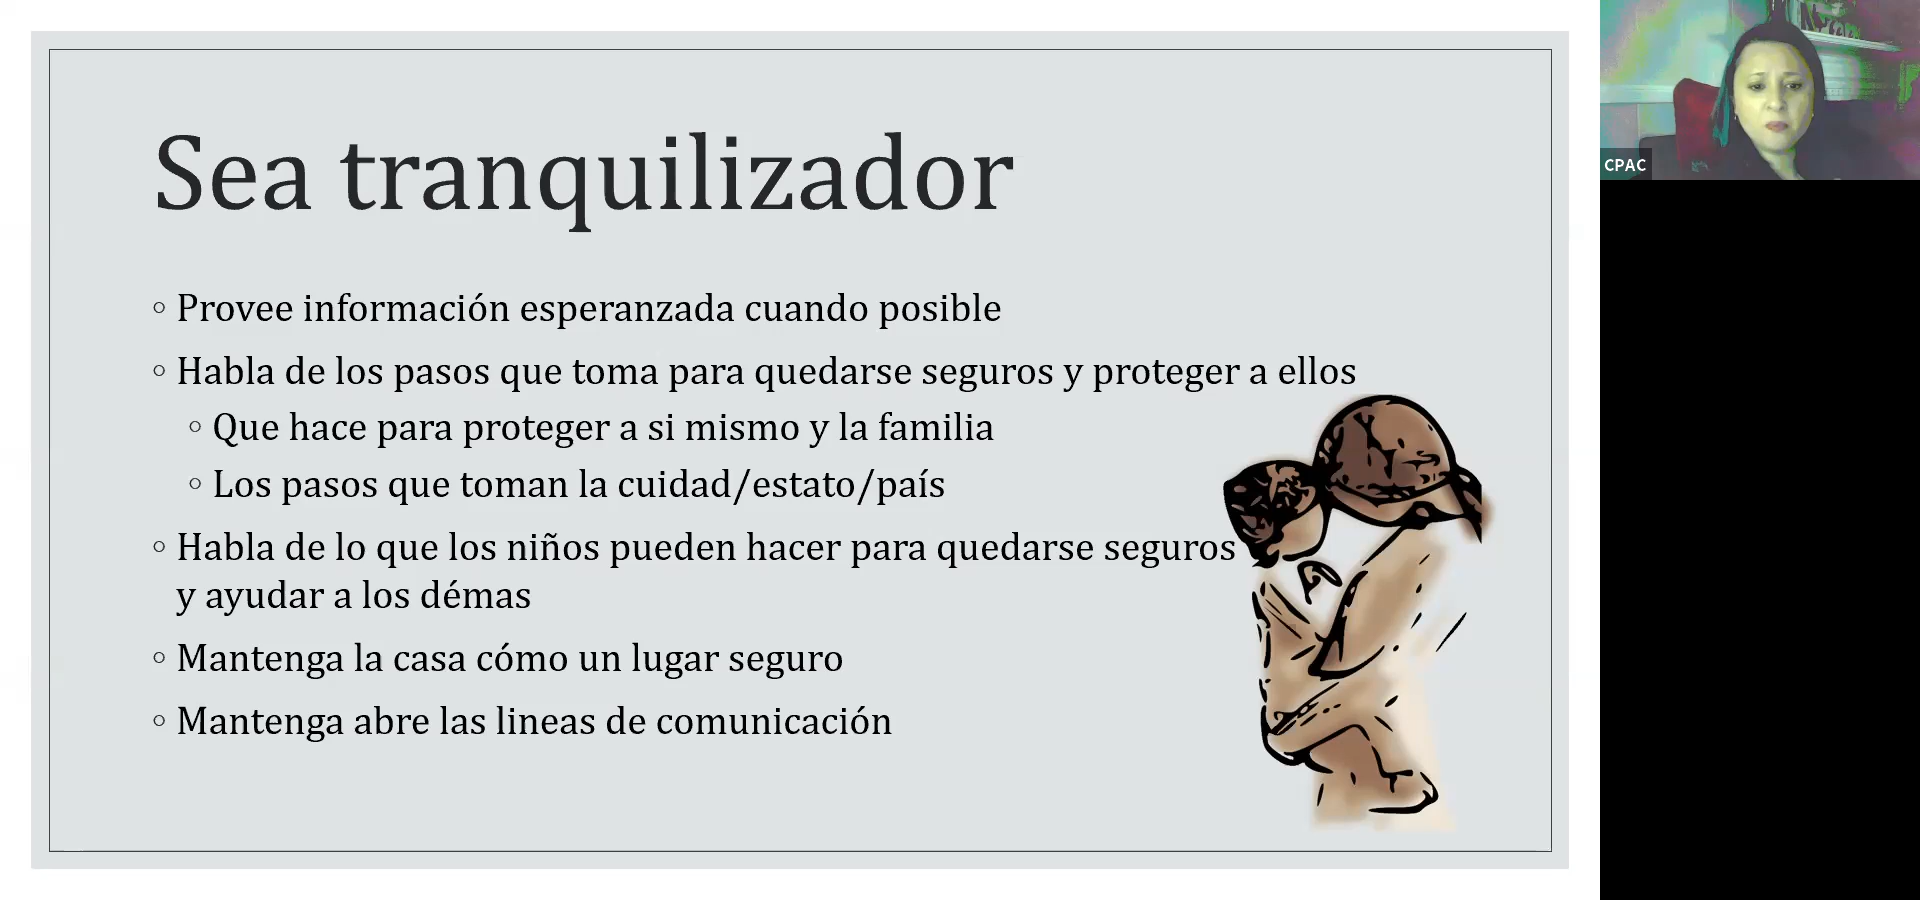 Sea tranquilizador
◦ Provee información esperanzada cuando posible
◦ Habla de los pasos que toma para quedarse seguros y proteger a ellos
◦ Que hace para proteger a si mismo y la familia
◦ Los pasos que toman la cuidad/estato/país
◦ Habla de lo que los niños pueden hacer para quedarse seguros
y ayudar a los démas
◦ Mantenga la casa cómo un lugar seguro
◦ Mantenga abre las lineas de comunicación
CPAC